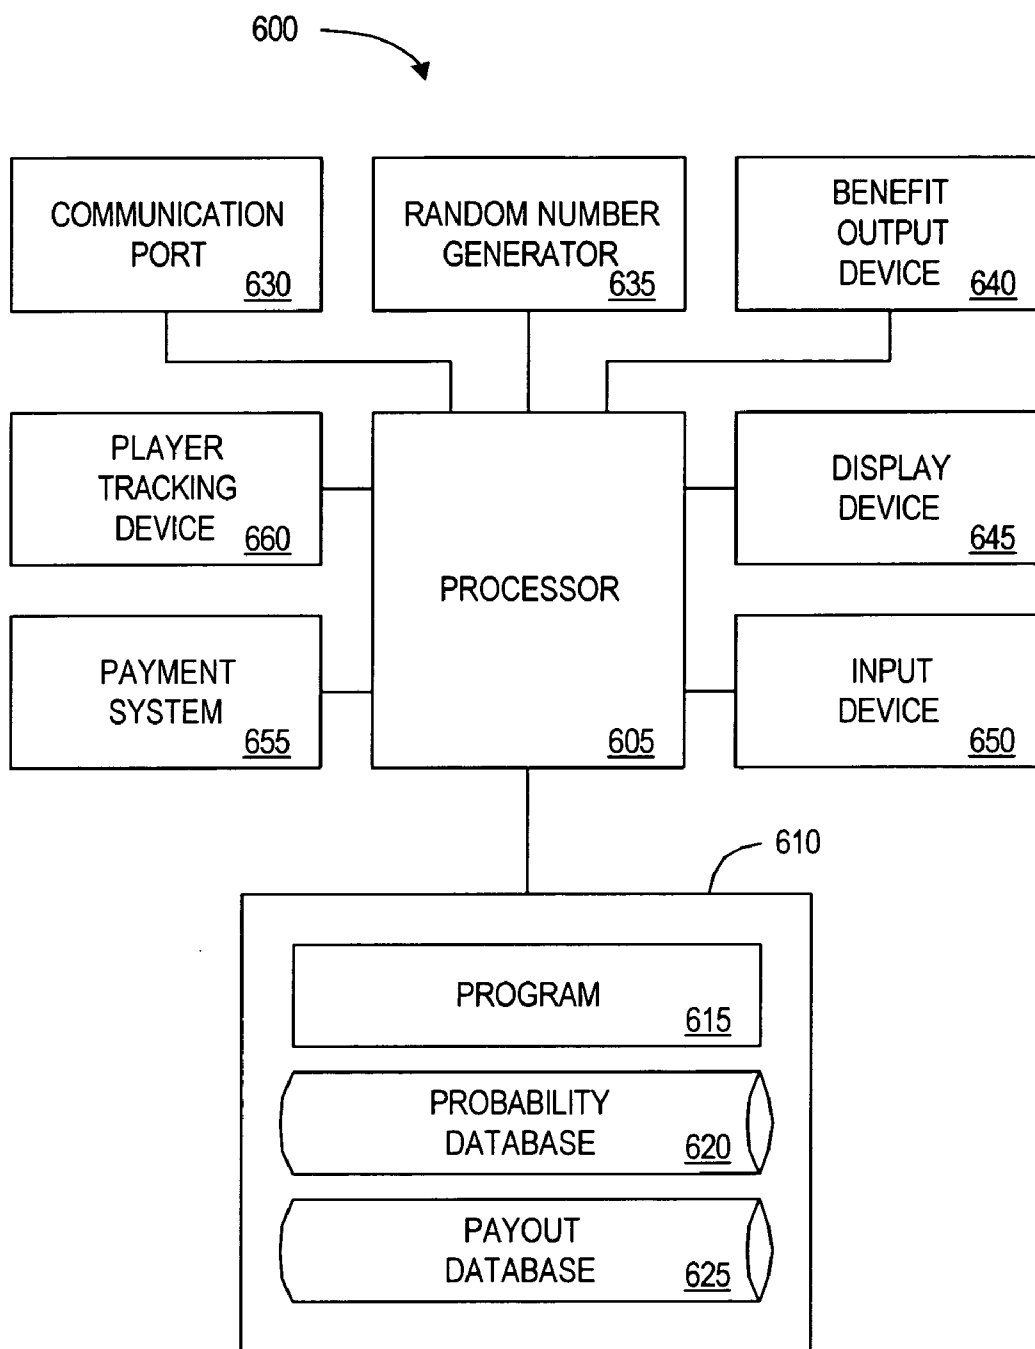 600
COMMUNICATION
PORT
630
RANDOM NUMBER
GENERATOR
635
BENEFIT
OUTPUT
DEVICE
640
PLAYER
TRACKING
DEVICE
660
PROCESSOR
605
DISPLAY
DEVICE
645
PAYMENT
SYSTEM
655
INPUT
DEVICE
650
610
PROGRAM
615
PROBABILITY
DATABASE
620
PAYOUT
DATABASE
625